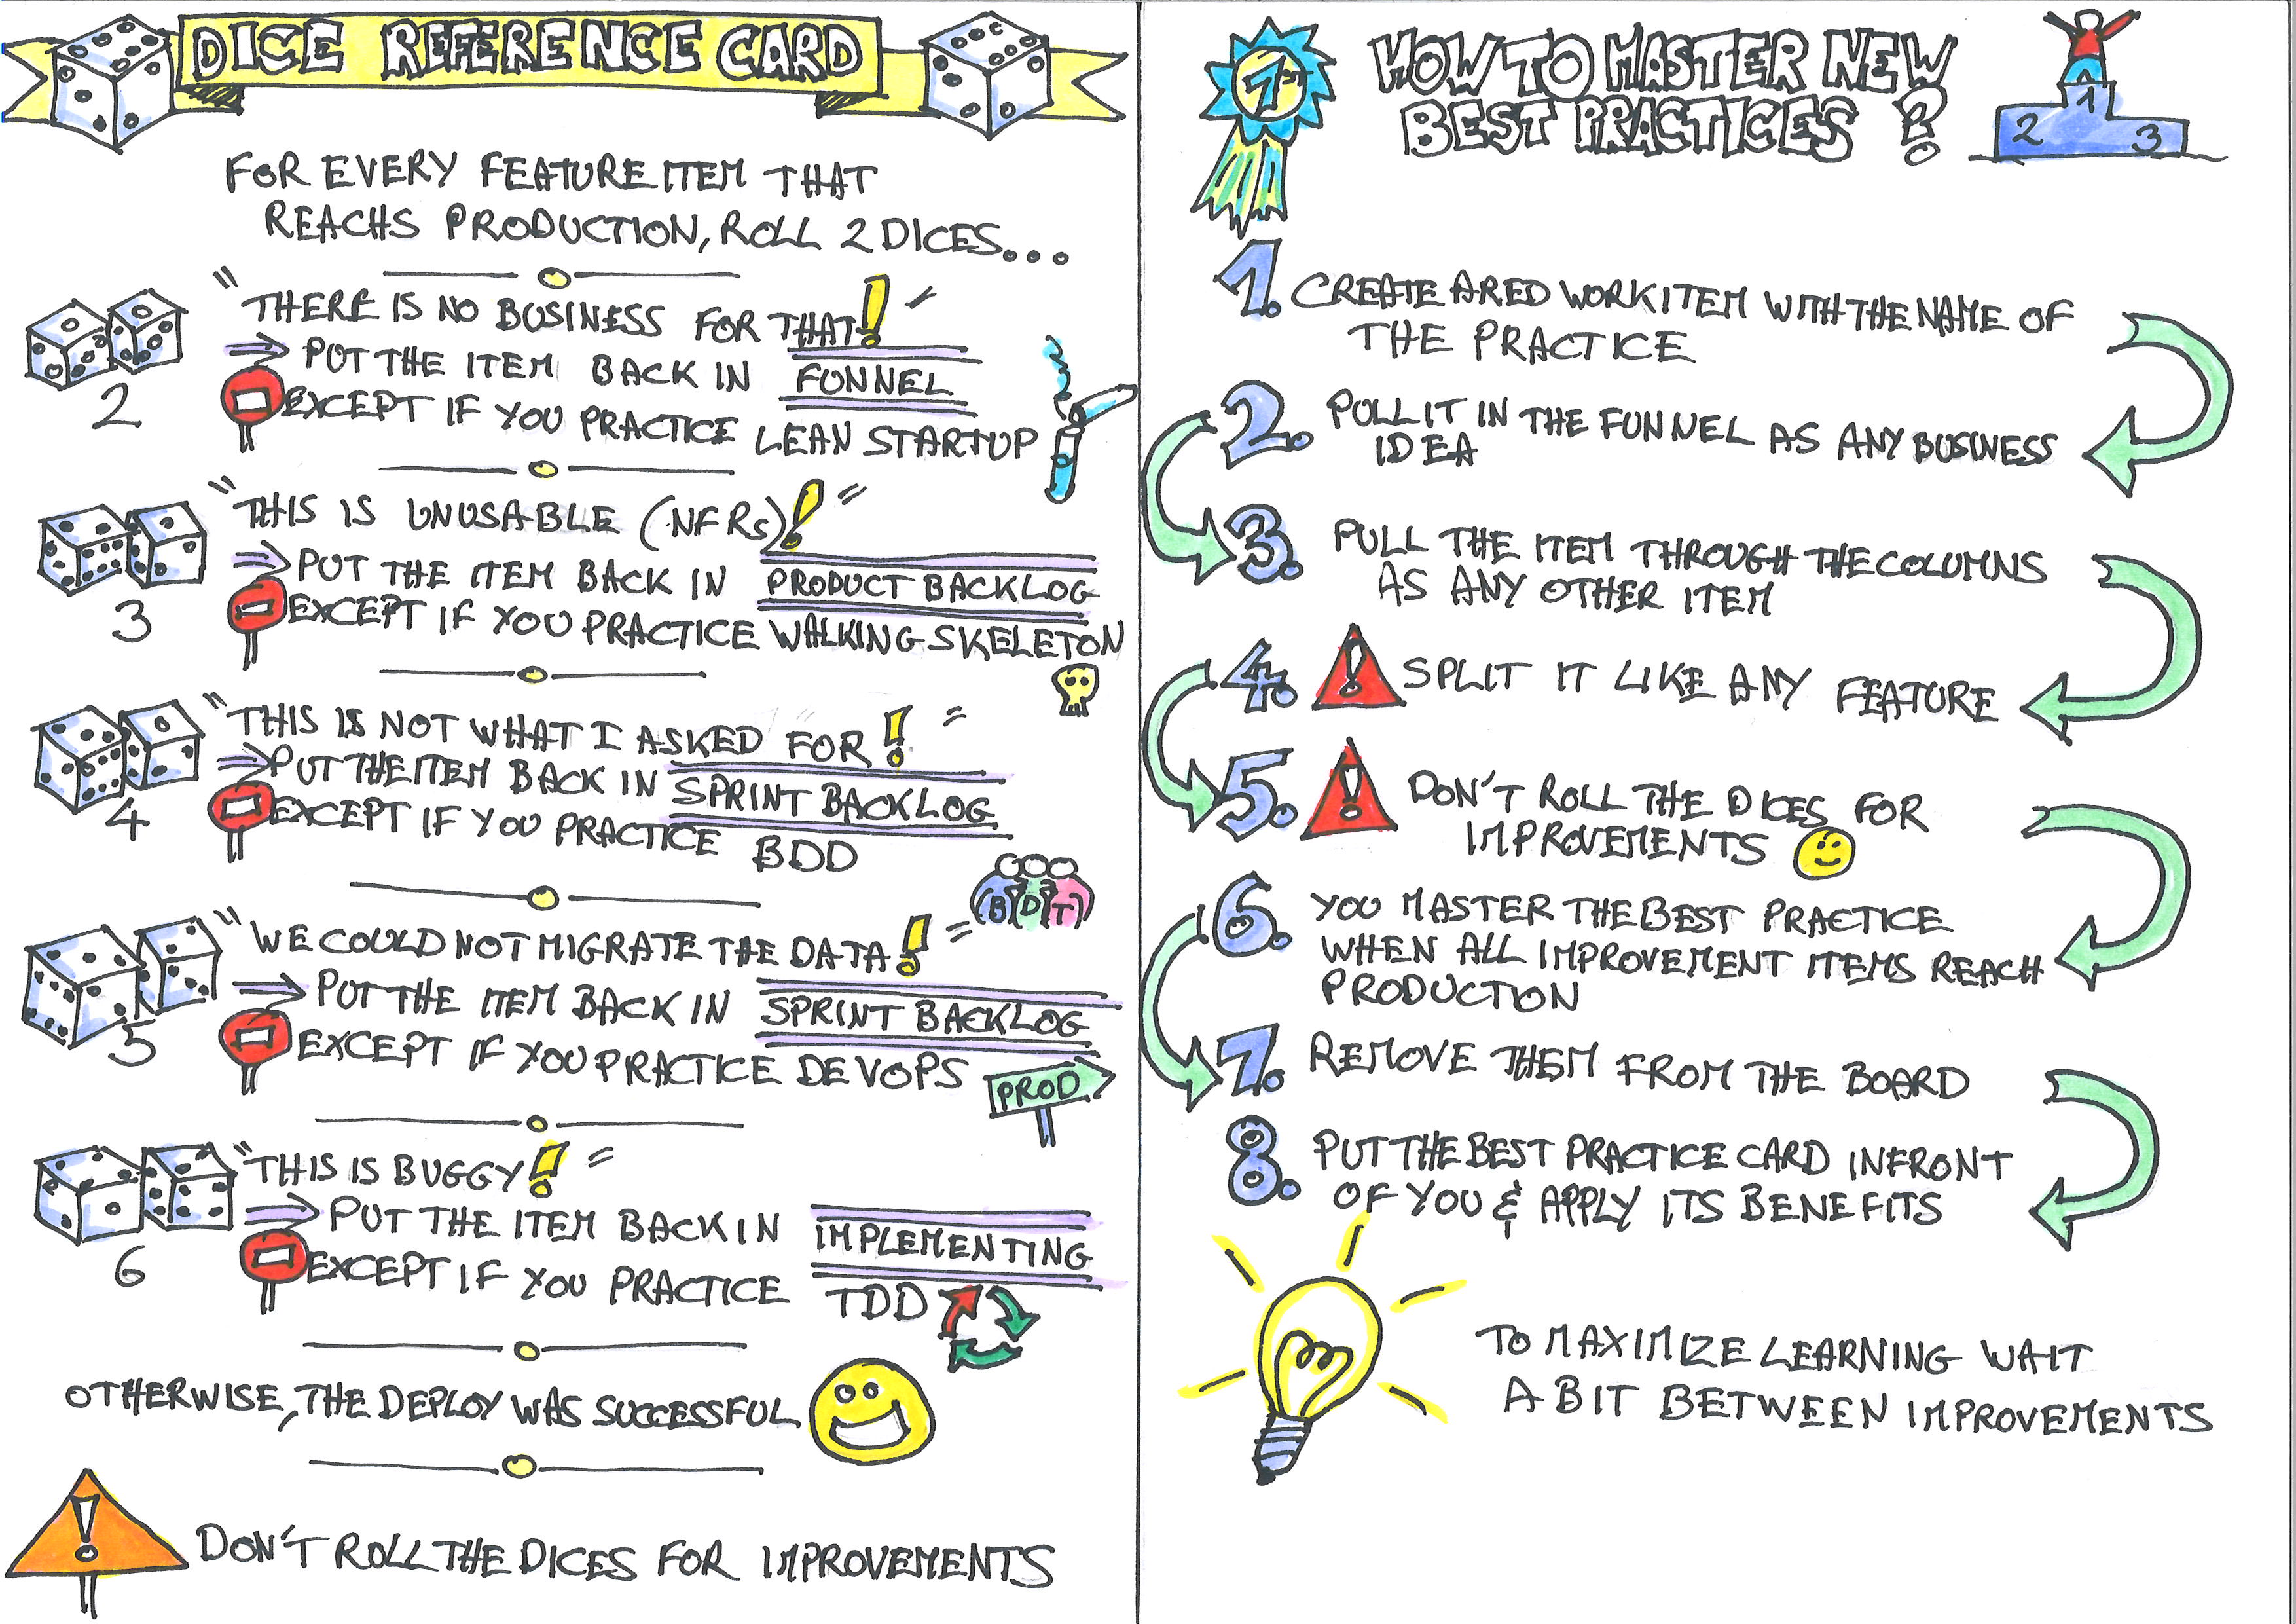 DICE REFERENCE CARD
FOR EVERY FEATURE ITEM THAT
REACHS PRODUCTION, ROLL 2 DICES...
2
"THERE IS NO BUSINESS FOR THAT!"
PUT THE ITEM BACK IN FUNNEL
EXCEPT IF YOU PRACTICE LEAN STARTUP
3
"THIS IS UNUSABLE (NFRs)!"
PUT THE ITEM BACK IN PRODUCT BACKLOG
EXCEPT IF YOU PRACTICE WALKING SKELETON
4
"THIS IS NOT WHAT I ASKED FOR!"
PUT THE ITEM BACK IN SPRINT BACKLOG
EXCEPT IF YOU PRACTICE BDD
B D T
5
"WE COULD NOT MIGRATE THE DATA!"
PUT THE ITEM BACK IN SPRINT BACKLOG
EXCEPT IF YOU PRACTICE DEVOPS
PROD
6
"THIS IS BUGGY!"
PUT THE ITEM BACK IN IMPLEMENTING
EXCEPT IF YOU PRACTICE TDD
OTHERWISE, THE DEPLOY WAS SUCCESSFUL
!
DON'T ROLL THE DICES FOR IMPROVEMENTS
1st
HOW TO MASTER NEW
BEST PRACTICES?
1
2 3
1. CREATE A RED WORK ITEM WITH THE NAME OF
THE PRACTICE
2. PULL IT IN THE FUNNEL AS ANY BUSINESS
IDEA
3. PULL THE ITEM THROUGH THE COLUMNS
AS ANY OTHER ITEM
4. ! SPLIT IT LIKE ANY FEATURE
5. ! DON'T ROLL THE DICES FOR
IMPROVEMENTS
6. YOU MASTER THE BEST PRACTICE
WHEN ALL IMPROVEMENT ITEMS REACH
PRODUCTION
7. REMOVE THEM FROM THE BOARD
8. PUT THE BEST PRACTICE CARD INFRONT
OF YOU & APPLY ITS BENEFITS
TO MAXIMIZE LEARNING WAIT
A BIT BETWEEN IMPROVEMENTS